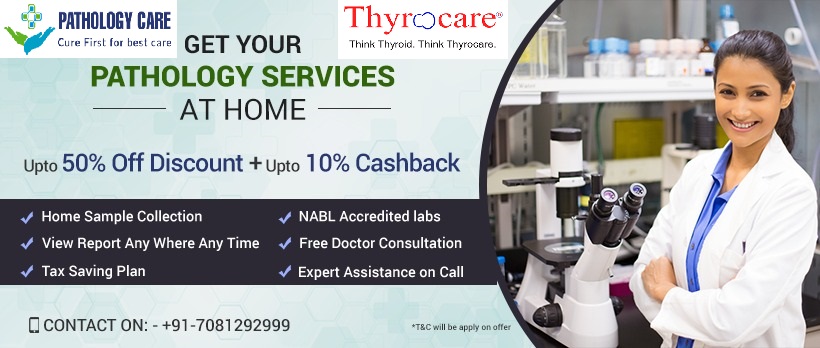 PATHOLOGY CARE
Cure First for best care
Thyrocare®
Think Thyroid. Think Thyrocare.
GET YOUR
PATHOLOGY SERVICES
AT HOME
Upto 50% Off Discount + Upto 10% Cashback
Home Sample Collection
NABL Accredited labs
View Report Any Where Any Time
Free Doctor Consultation
Tax Saving Plan
Expert Assistance on Call
CONTACT ON: - +91-7081292999
*T&C will be apply on offer